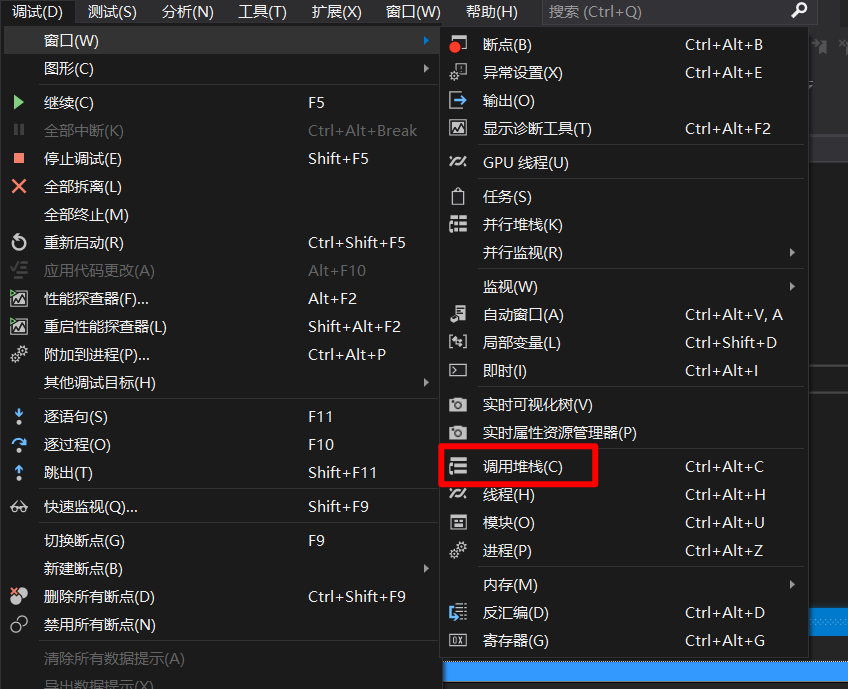 调试(D) 测试(S) 分析(N) 工具(T) 扩展(X) 窗口(W) 帮助(H) 搜索 (Ctrl+Q)
窗口(W)
图形(C)
继续(C) F5
全部中断(K) Ctrl+Alt+Break
停止调试(E) Shift+F5
全部拆离(L)
全部终止(M)
重新启动(R) Ctrl+Shift+F5
应用代码更改(A) Alt+F10
性能探查器(F)... Alt+F2
重启性能探查器(L) Shift+Alt+F2
附加到进程(P)... Ctrl+Alt+P
其他调试目标(H)
逐语句(S) F11
逐过程(O) F10
跳出(T) Shift+F11
快速监视(Q)... Shift+F9
切换断点(G) F9
新建断点(B)
删除所有断点(D) Ctrl+Shift+F9
禁用所有断点(N)
清除所有数据提示(A)
导出数据提示(X)
断点(B) Ctrl+Alt+B
异常设置(X) Ctrl+Alt+E
输出(O)
显示诊断工具(T) Ctrl+Alt+F2
GPU 线程(U)
任务(S)
并行堆栈(K)
并行监视(R)
监视(W)
自动窗口(A) Ctrl+Alt+V, A
局部变量(L) Ctrl+Shift+D
即时(I) Ctrl+Alt+I
实时可视化树(V)
实时属性资源管理器(P)
调用堆栈(C) Ctrl+Alt+C
线程(H) Ctrl+Alt+H
模块(O) Ctrl+Alt+U
进程(P) Ctrl+Alt+Z
内存(M)
反汇编(D) Ctrl+Alt+D
寄存器(G) Ctrl+Alt+G